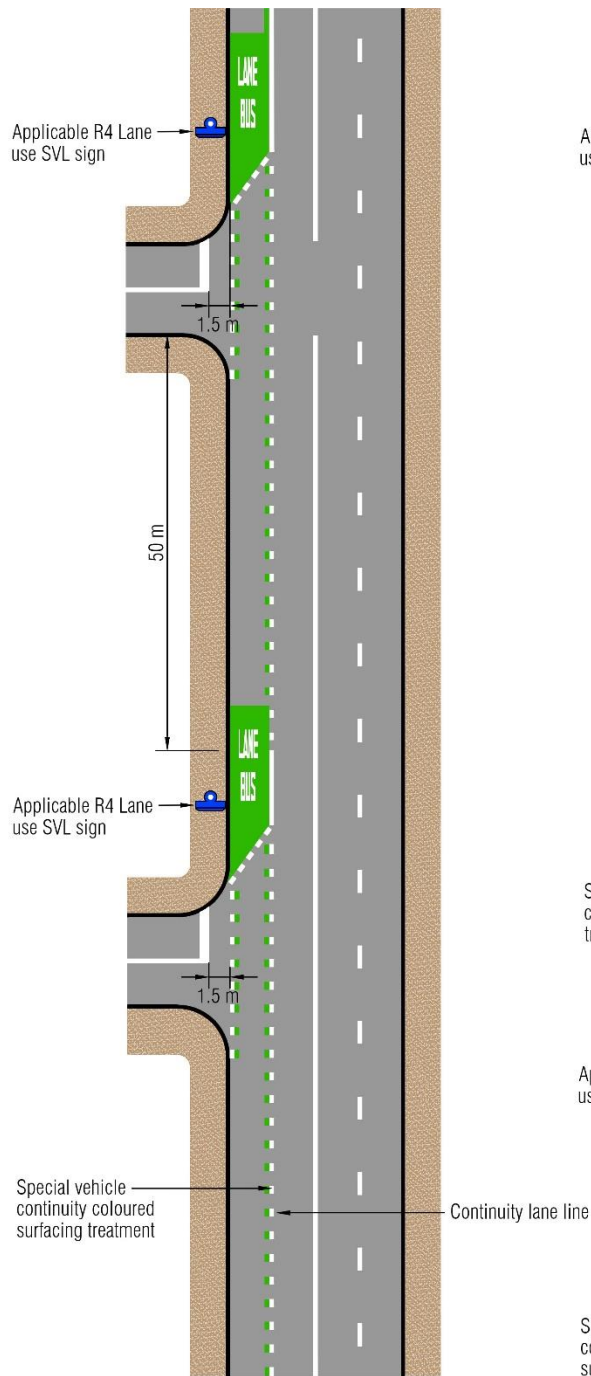 LANE
BUS
Applicable R4 Lane
use SVL sign
1.5 m
50 m
LANE
BUS
Applicable R4 Lane
use SVL sign
1.5 m
Special vehicle
continuity coloured
surfacing treatment
Continuity lane line